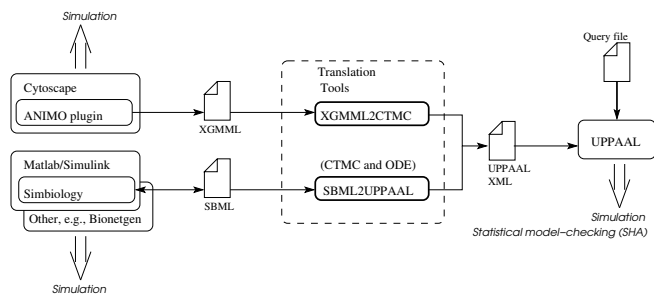 Simulation
Cytoscape
ANIMO plugin
XGMML
Translation
Tools
XGMML2CTMC
Query file
UPPAAL
UPPAAL
XML
Matlab/Simulink
Simbiology
Other, e.g., Bionetgen
SBML
(CTMC and ODE)
SBML2UPPAAL
Simulation
Statistical model-checking (SHA)
Simulation